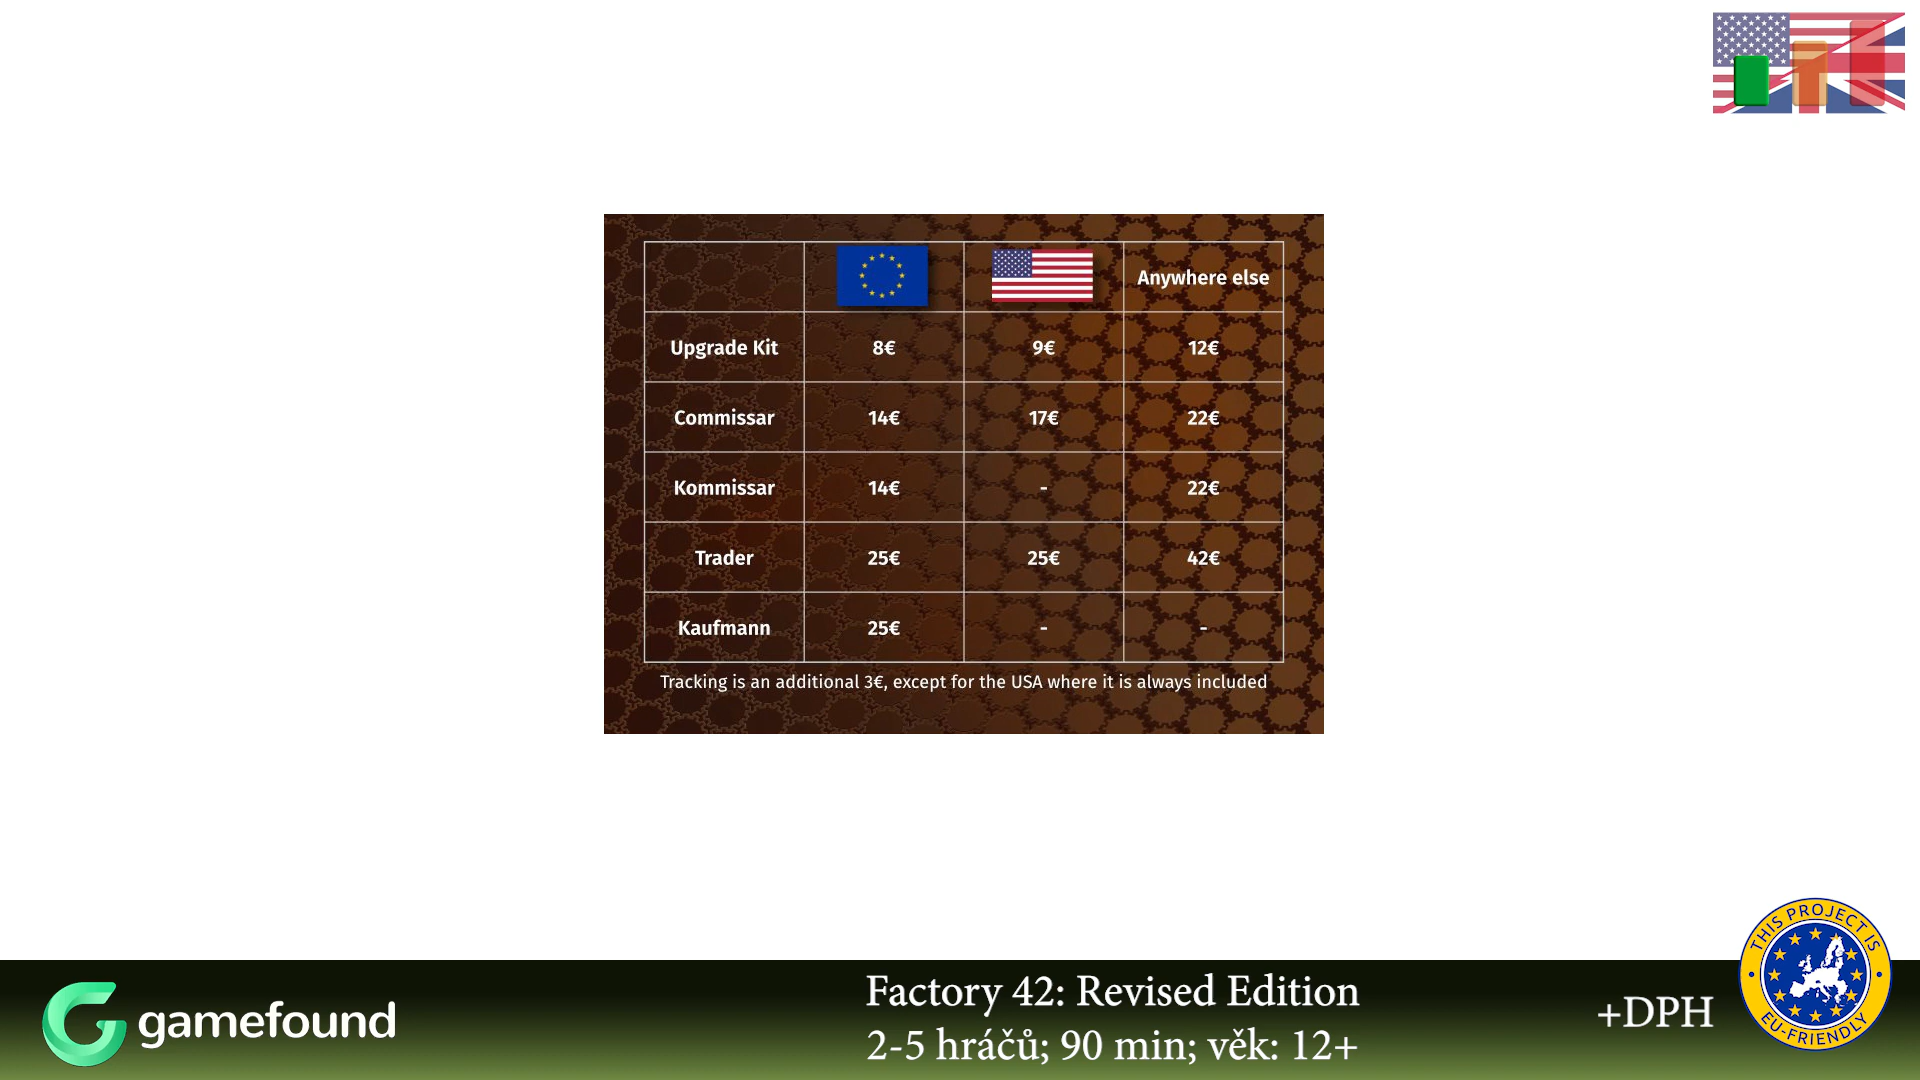 Anywhere else
Upgrade Kit 8€ 9€ 12€
Commissar 14€ 17€ 22€
Kommissar 14€ - 22€
Trader 25€ 25€ 42€
Kaufmann 25€ - -
Tracking is an additional 3€, except for the USA where it is always included
gamefound
Factory 42: Revised Edition
2-5 hráčů; 90 min; věk: 12+
+DPH
THIS PROJECT IS
EU-FRIENDLY